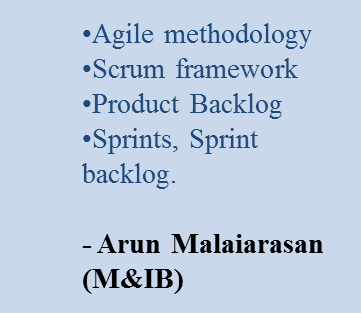 •Agile methodology
•Scrum framework
•Product Backlog
•Sprints, Sprint
backlog.
- Arun Malaiarasan
(M&IB)